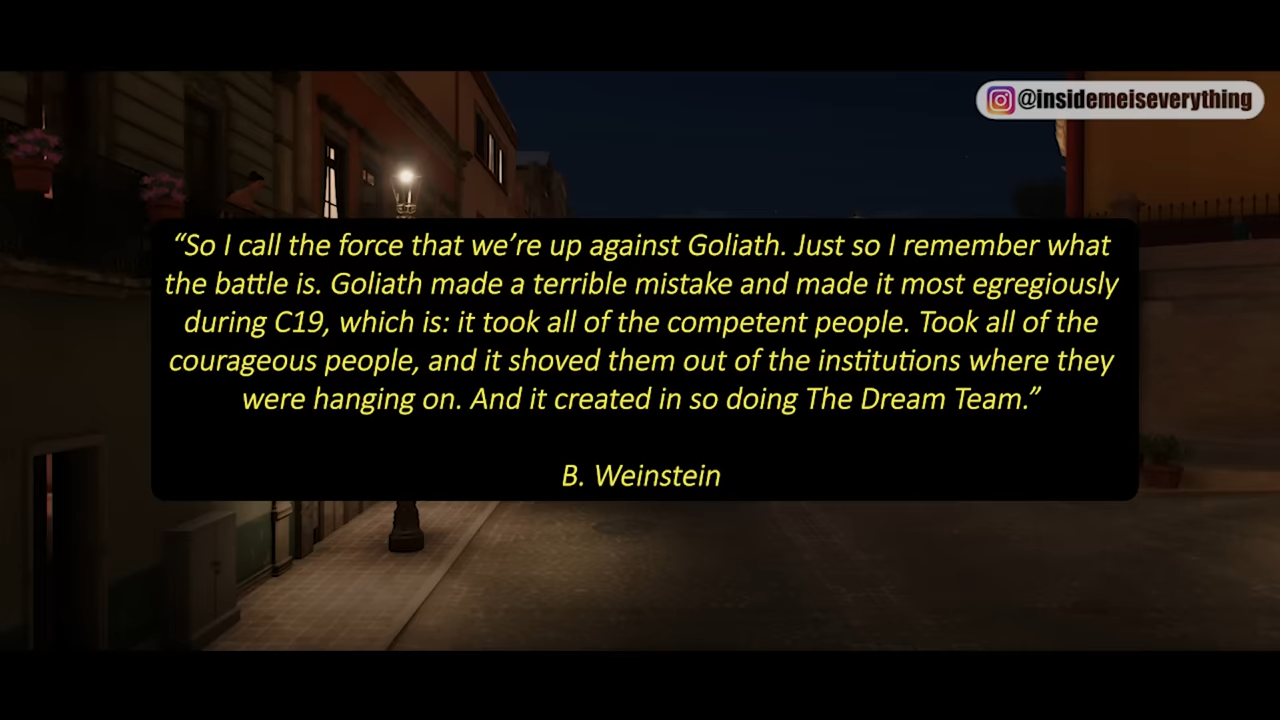 @insidemeiseverything
“So I call the force that we’re up against Goliath. Just so I remember what
the battle is. Goliath made a terrible mistake and made it most egregiously
during C19, which is: it took all of the competent people. Took all of the
courageous people, and it shoved them out of the institutions where they
were hanging on. And it created in so doing The Dream Team.”
B. Weinstein